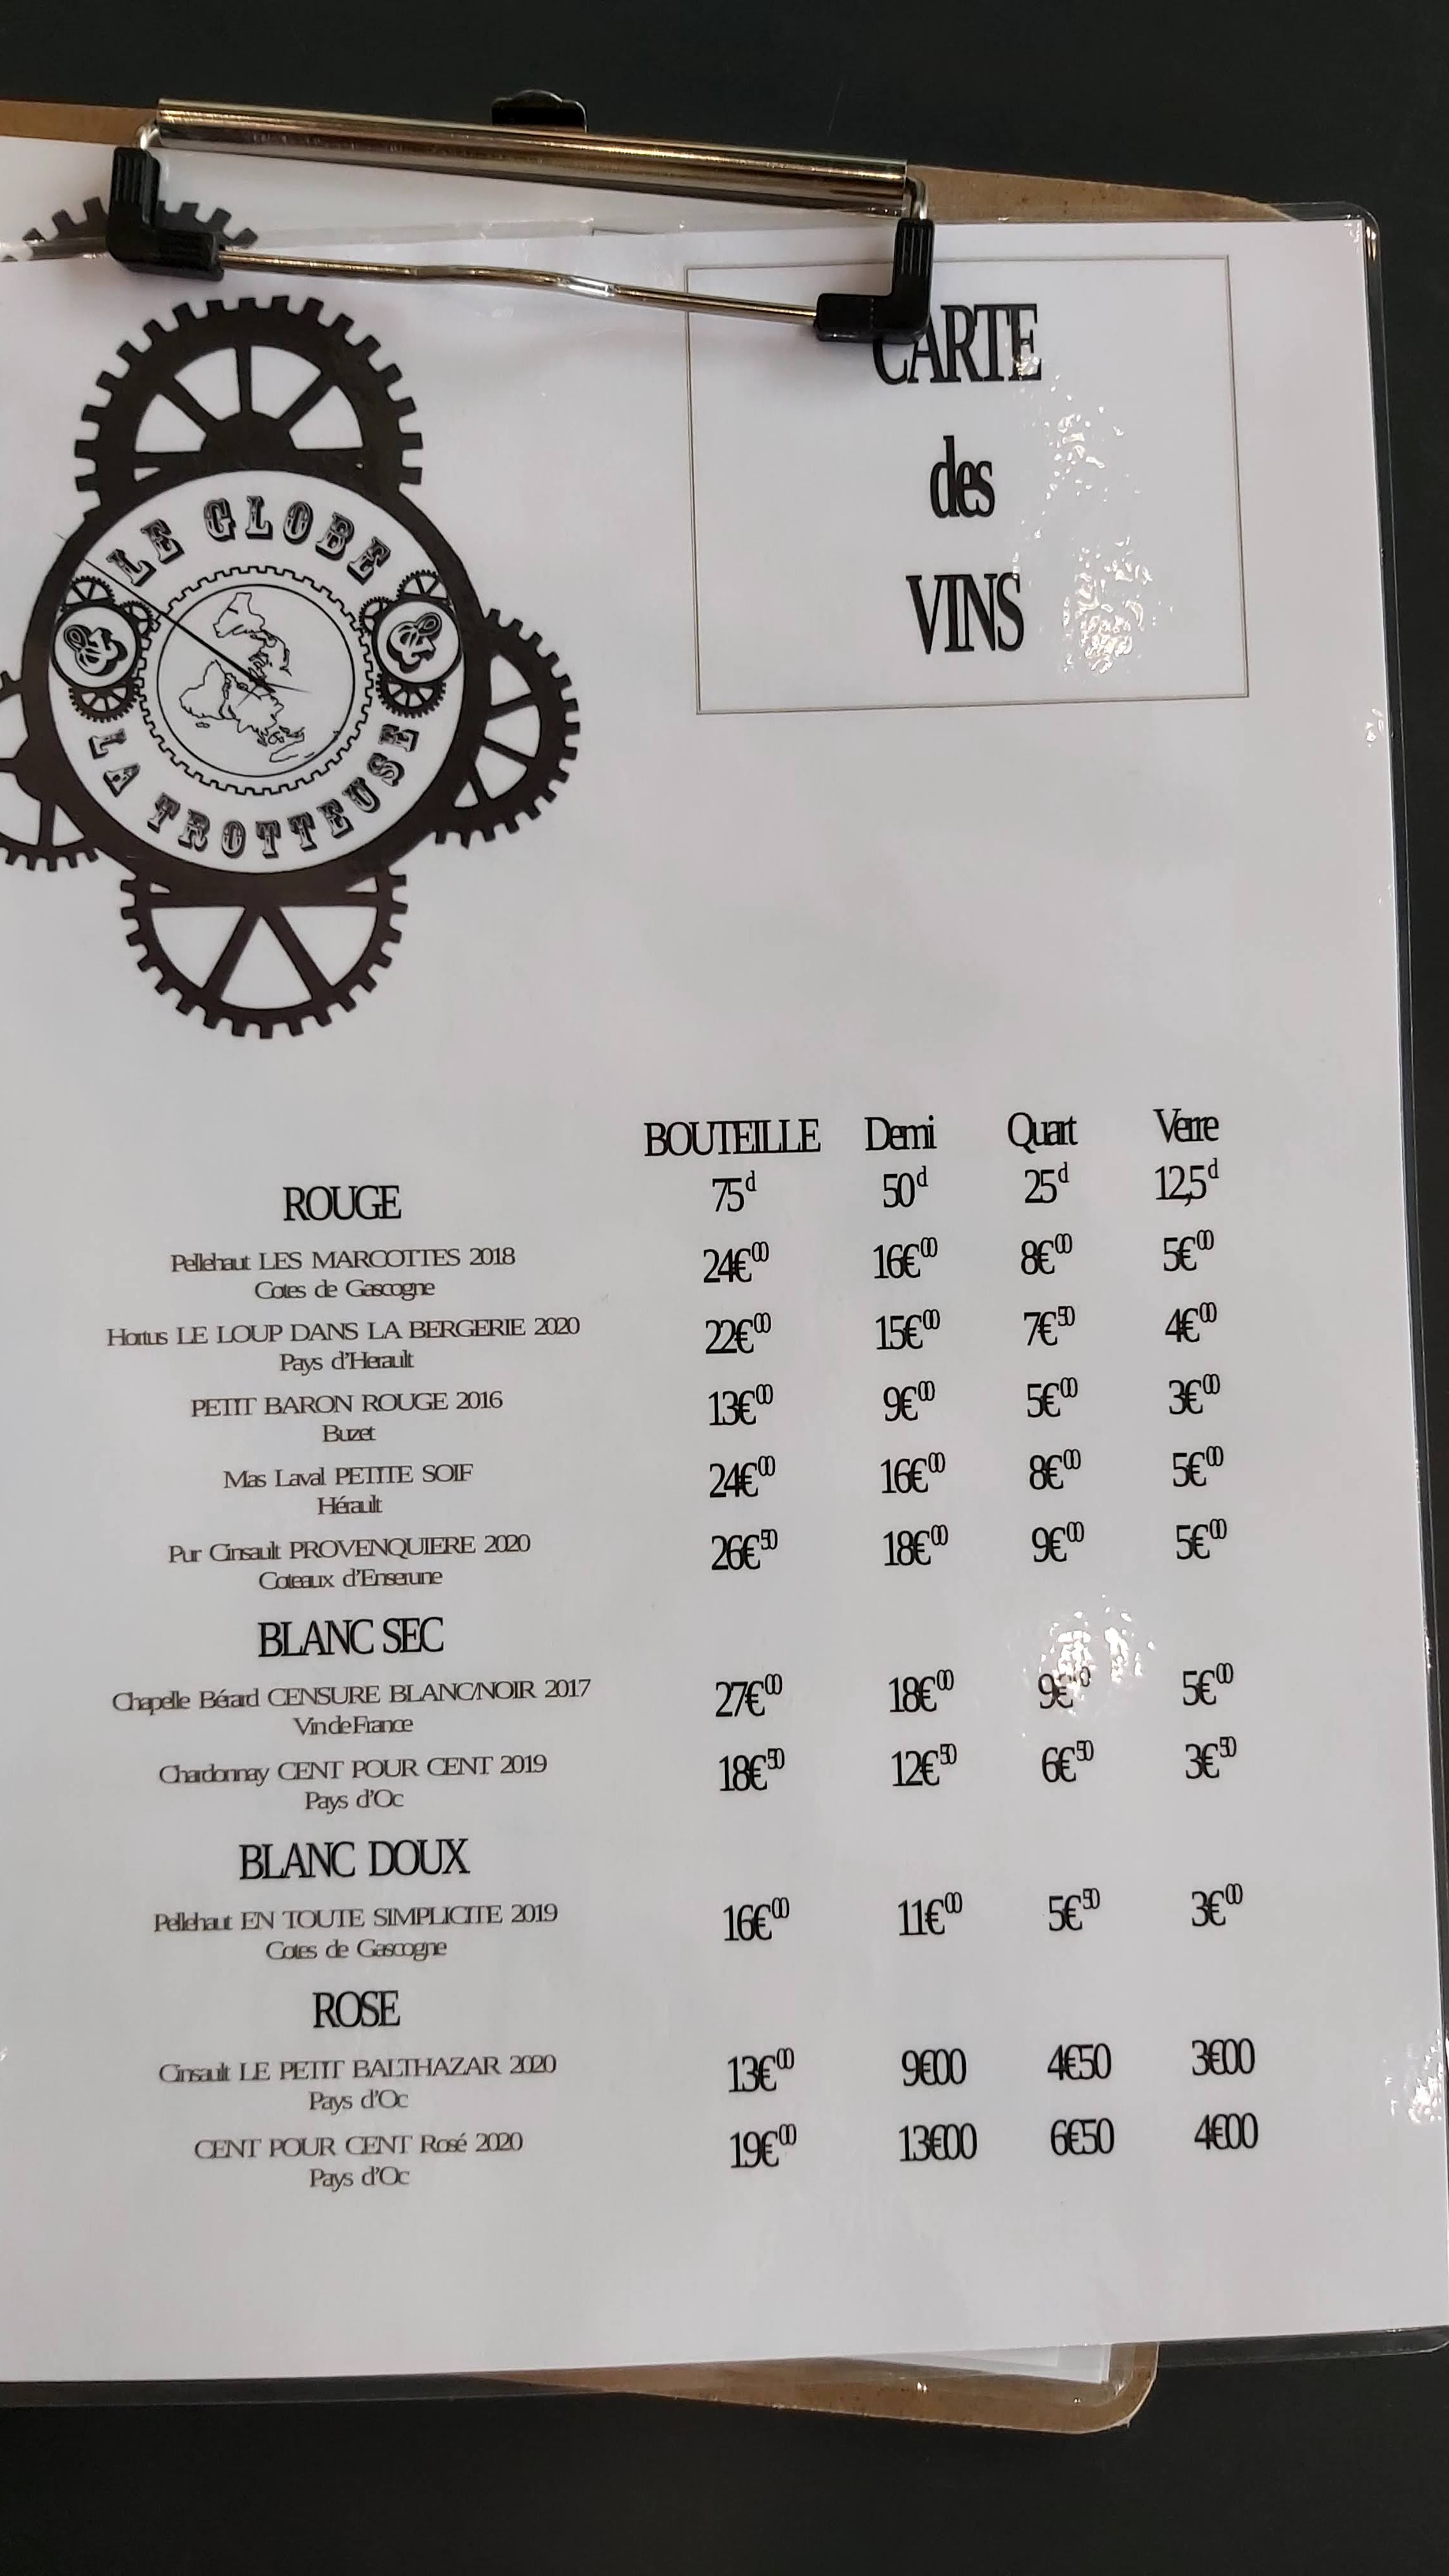 LE GLOBE
&
&
LA TROTTEUSE
CARTE
des
VINS
BOUTEILLE Demi Quart Verre
ROUGE 75cl 50cl 25cl 12,5cl
Pellehaut LES MARCOTTES 2018 24€00 16€00 8€00 5€00
Cotes de Gascogne
Hortus LE LOUP DANS LA BERGERIE 2020 22€00 15€00 7€50 4€00
Pays d'Herault
PETIT BARON ROUGE 2016 13€00 9€00 5€00 3€00
Buzet
Mas Laval PETITE SOIF 24€00 16€00 8€00 5€00
Hérault
Pur Cinsault PROVENQUIERE 2020 26€50 18€00 9€00 5€00
Coteaux d'Enserune
BLANC SEC
Chapelle Bérard CENSURE BLANC/NOIR 2017 27€00 18€00 9€00 5€00
Vin de France
Chardonnay CENT POUR CENT 2019 18€50 12€50 6€50 3€50
Pays d'Oc
BLANC DOUX
Pellehaut EN TOUTE SIMPLICITE 2019 16€00 11€00 5€50 3€00
Cotes de Gascogne
ROSE
Cinsault LE PETIT BALTHAZAR 2020 13€00 9€00 4€50 3€00
Pays d'Oc
CENT POUR CENT Rosé 2020 19€00 13€00 6€50 4€00
Pays d'Oc